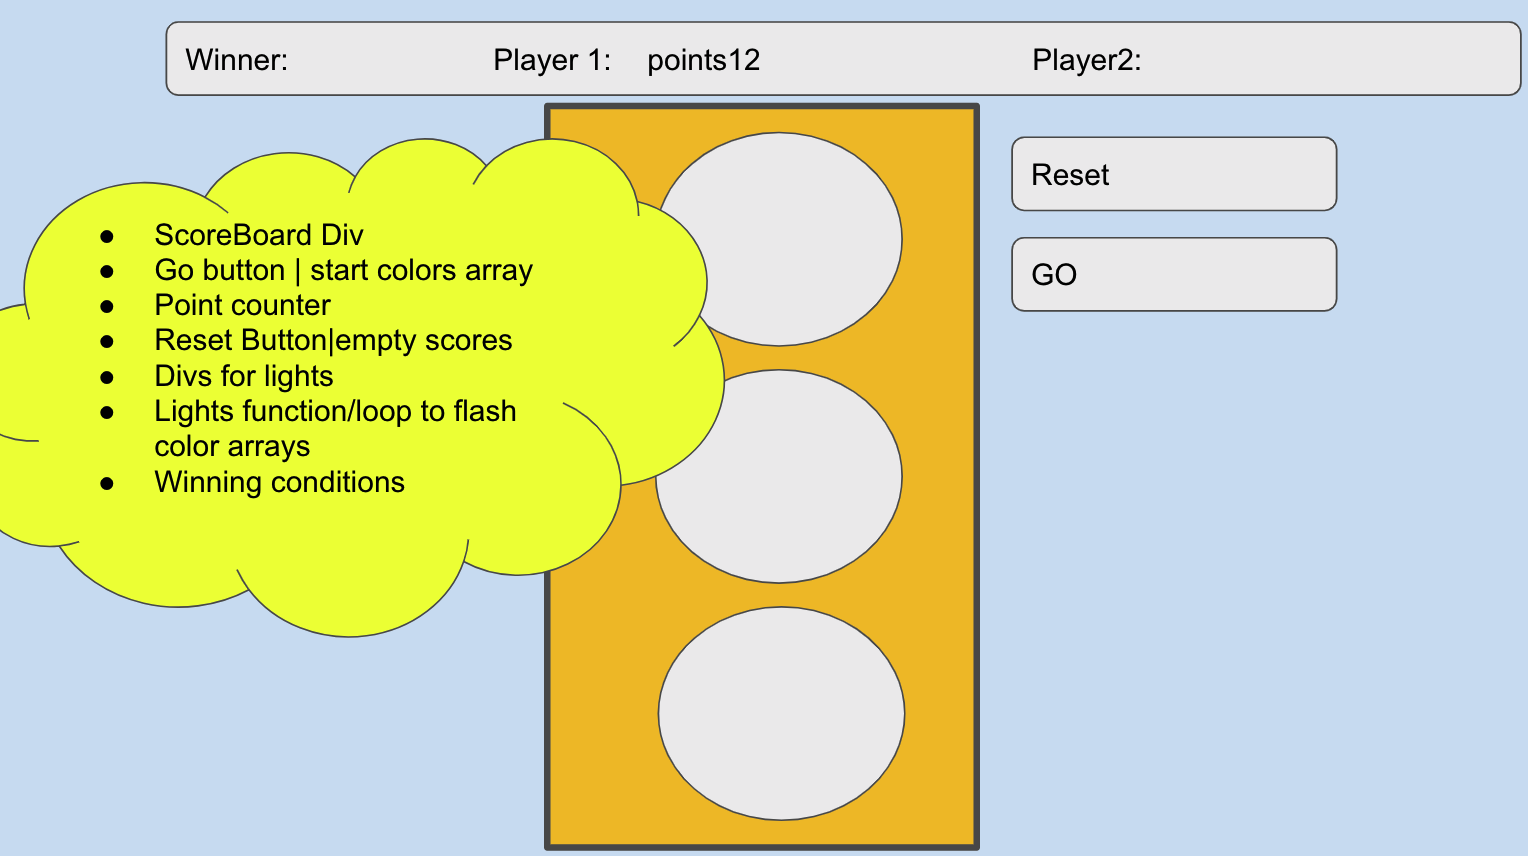 Winner: Player 1: points12 Player2:
Reset
GO
● ScoreBoard Div
● Go button | start colors array
● Point counter
● Reset Button|empty scores
● Divs for lights
● Lights function/loop to flash
color arrays
● Winning conditions